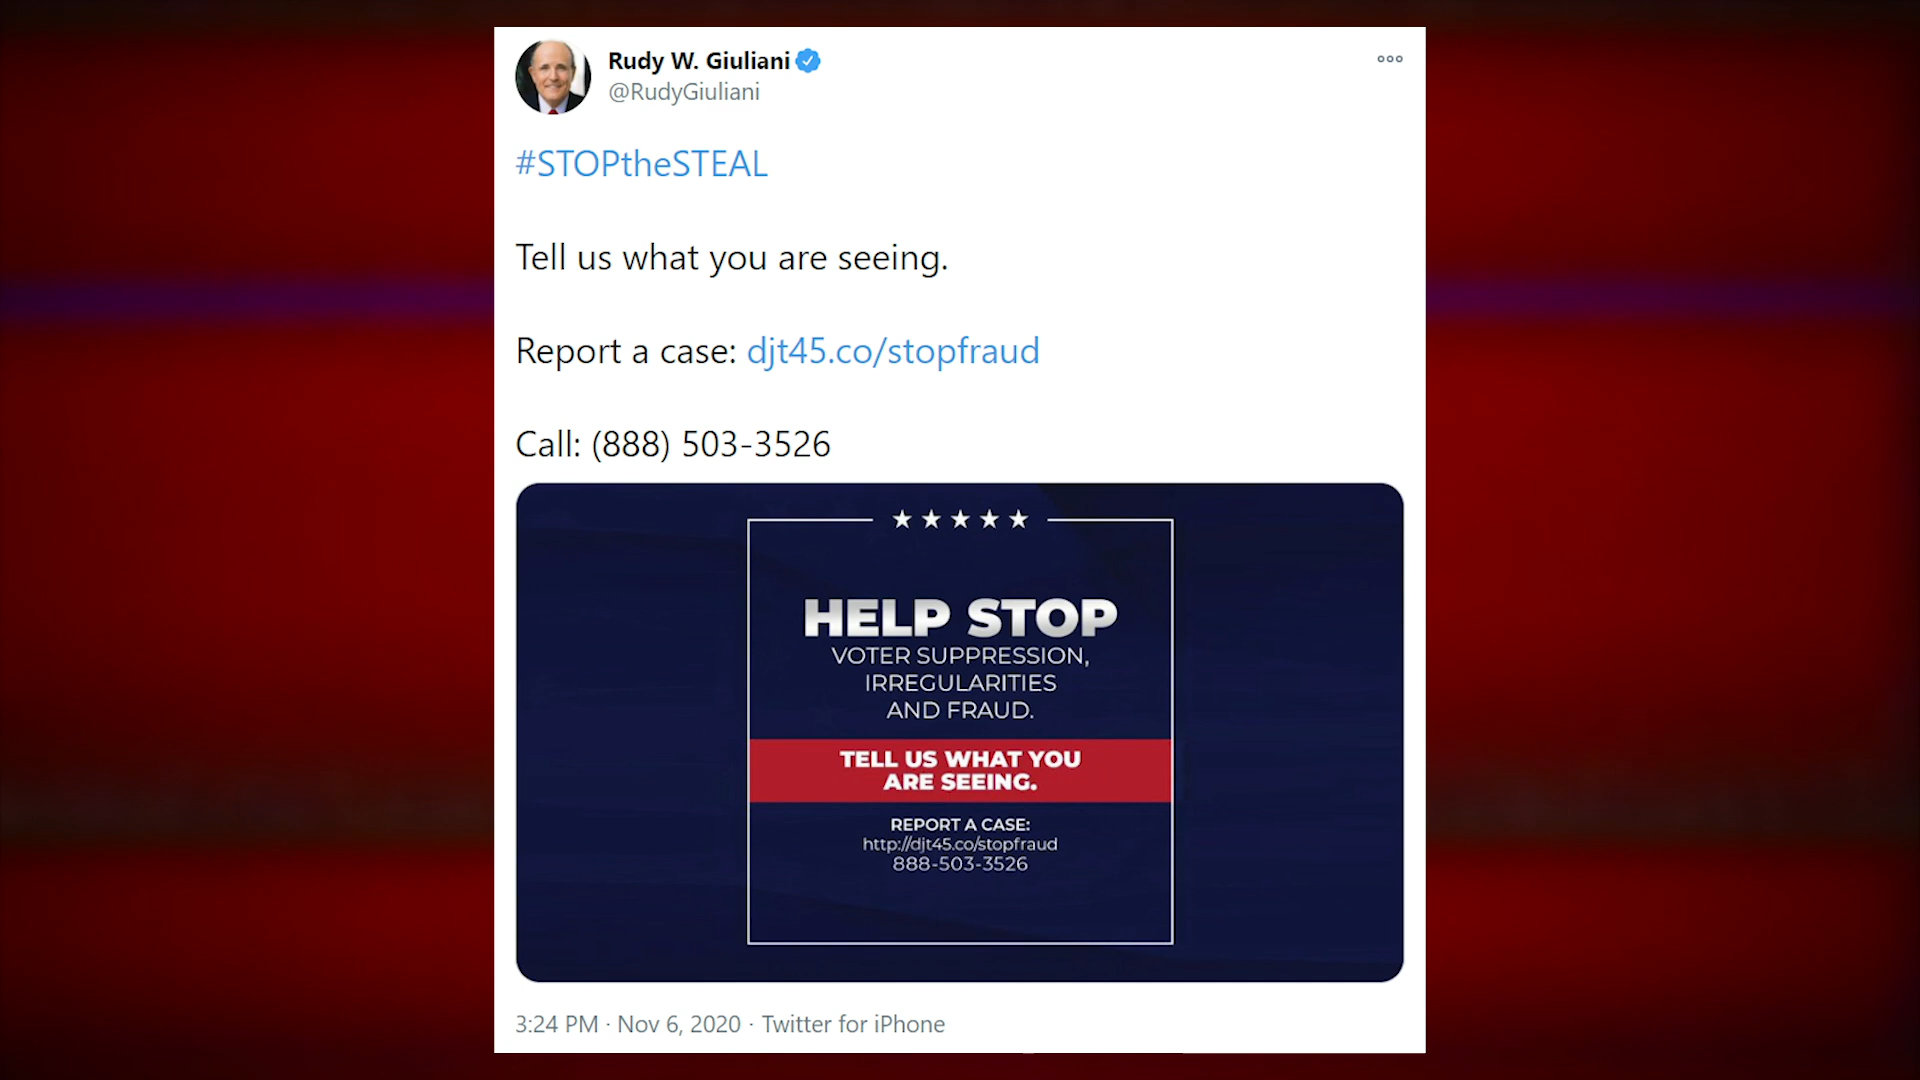 Rudy W. Giuliani
@RudyGiuliani
#STOPtheSTEAL
Tell us what you are seeing.
Report a case: djt45.co/stopfraud
Call: (888) 503-3526
HELP STOP
VOTER SUPPRESSION,
IRREGULARITIES
AND FRAUD.
TELL US WHAT YOU
ARE SEEING.
REPORT A CASE:
http://djt45.co/stopfraud
888-503-3526
3:24 PM · Nov 6, 2020 · Twitter for iPhone